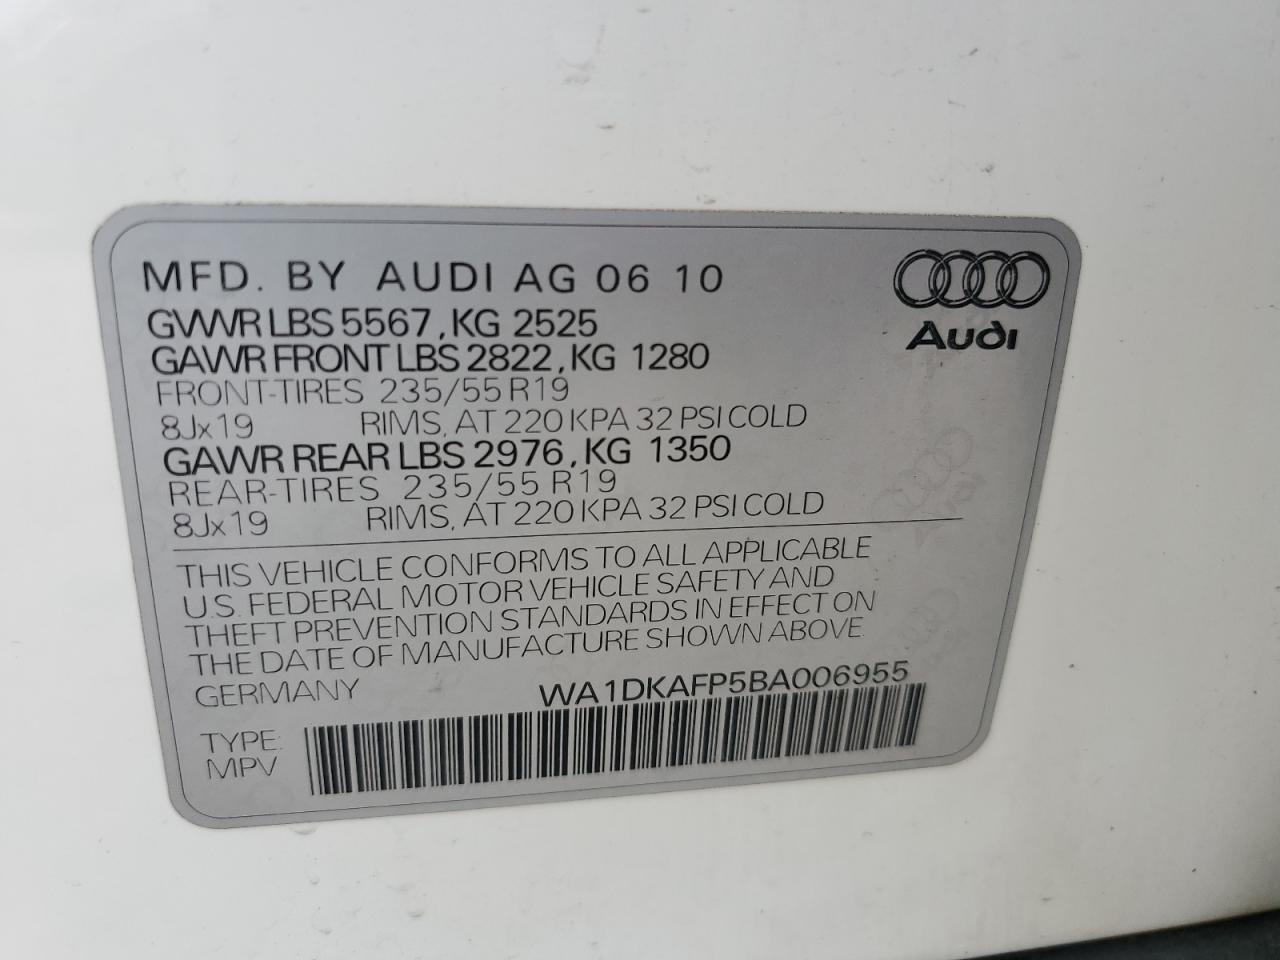 MFD. BY AUDI AG 06 10
Audi
GVWR LBS 5567, KG 2525
GAWR FRONT LBS 2822, KG 1280
FRONT-TIRES 235/55 R19
8Jx19 RIMS, AT 220 KPA 32 PSI COLD
GAWR REAR LBS 2976, KG 1350
REAR-TIRES 235/55 R19
8Jx19 RIMS, AT 220 KPA 32 PSI COLD
THIS VEHICLE CONFORMS TO ALL APPLICABLE
U.S. FEDERAL MOTOR VEHICLE SAFETY AND
THEFT PREVENTION STANDARDS IN EFFECT ON
THE DATE OF MANUFACTURE SHOWN ABOVE.
GERMANY WA1DKAFP5BA006955
TYPE:
MPV